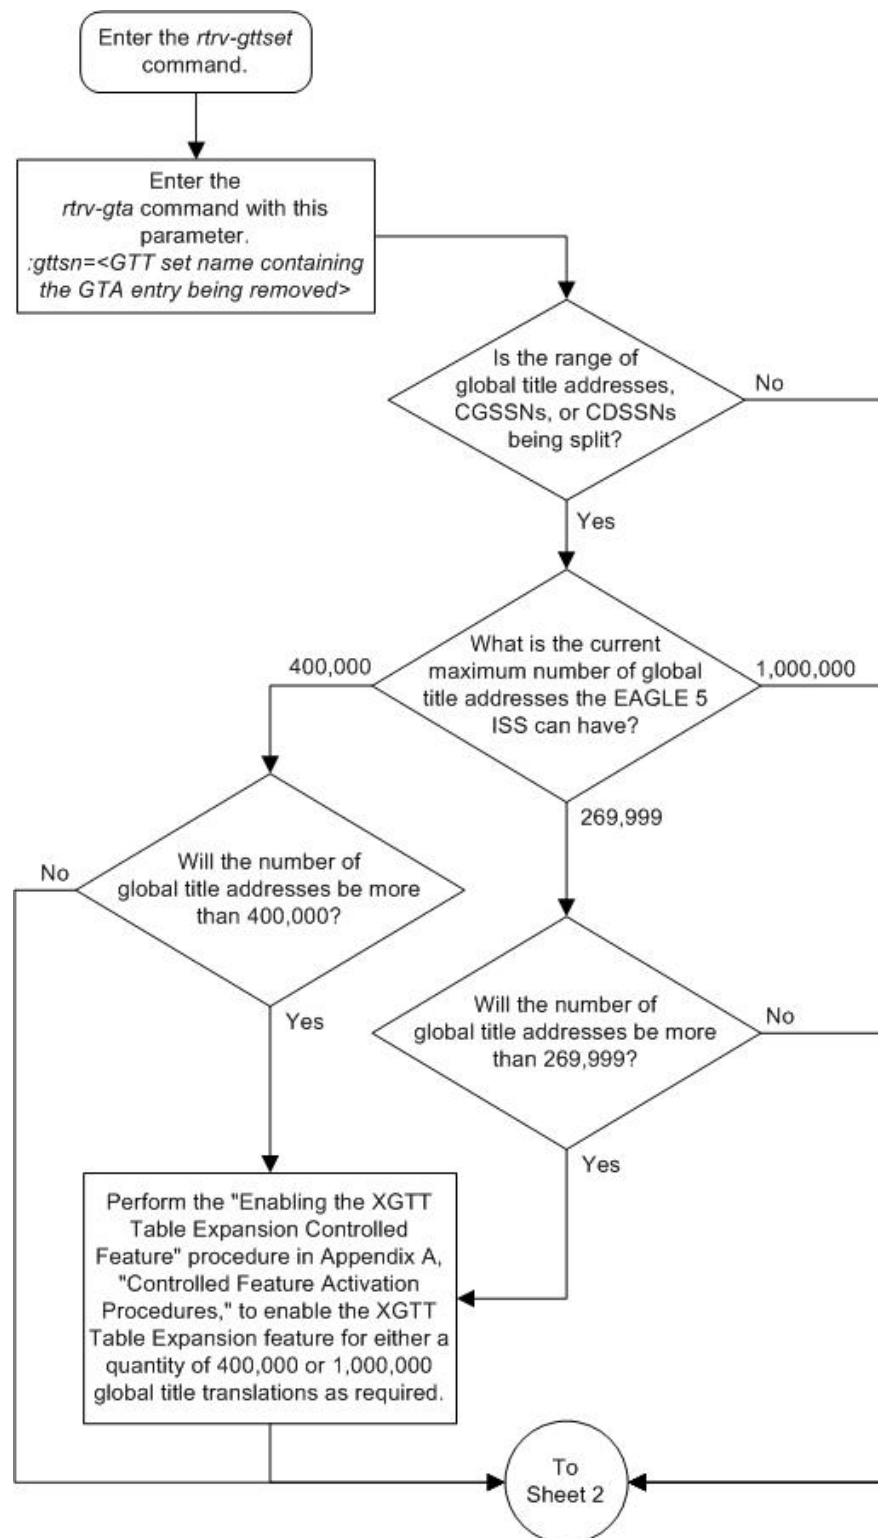 Enter the rtrv-gttset
command.
Enter the
rtrv-gta command with this
parameter.
:gttsn=<GTT set name containing
the GTA entry being removed>
Is the range of
global title addresses,
CGSSNs, or CDSSNs
being split?
No
Yes
What is the current
maximum number of global
title addresses the EAGLE 5
ISS can have?
400,000
1,000,000
269,999
Will the number of
global title addresses be more
than 400,000?
No
Yes
Will the number of
global title addresses be more
than 269,999?
No
Yes
Perform the "Enabling the XGTT
Table Expansion Controlled
Feature" procedure in Appendix A,
"Controlled Feature Activation
Procedures," to enable the XGTT
Table Expansion feature for either a
quantity of 400,000 or 1,000,000
global title translations as required.
To
Sheet 2